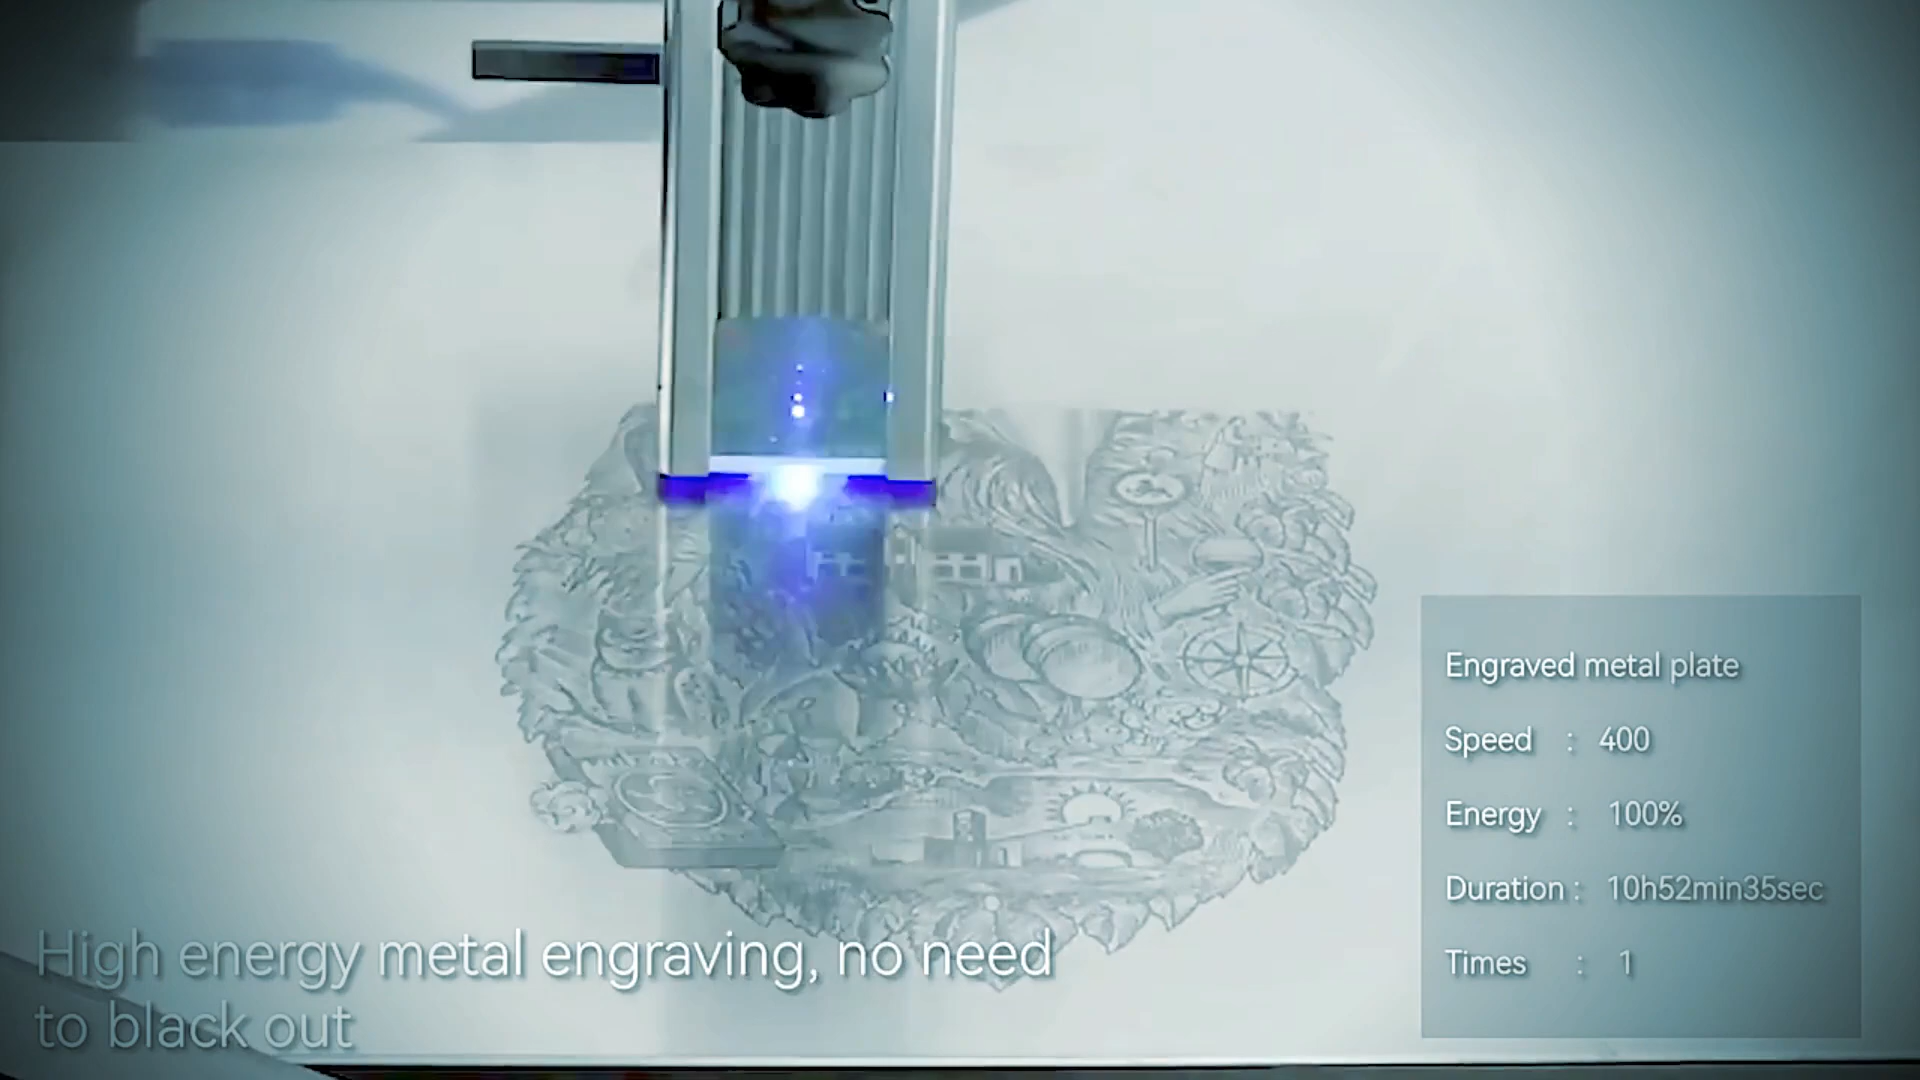 High energy metal engraving, no need
to black out
Engraved metal plate
Speed : 400
Energy : 100%
Duration : 10h52min35sec
Times : 1